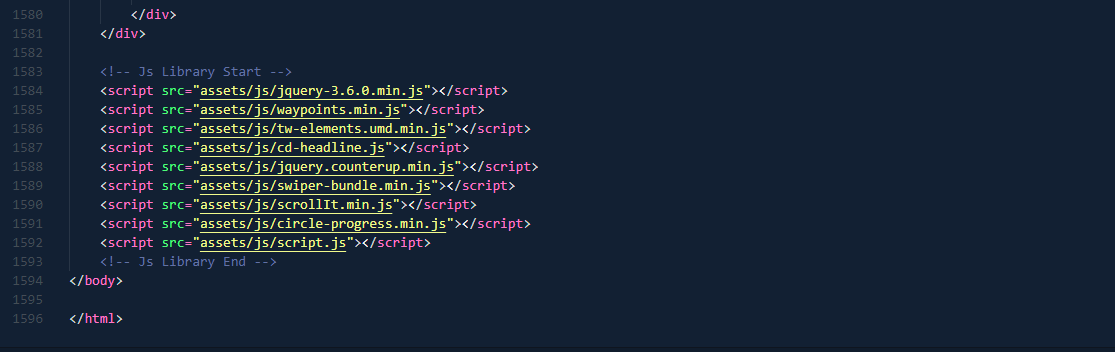 1580 </div>
1581 </div>
1582
1583 <!-- Js Library Start -->
1584 <script src="assets/js/jquery-3.6.0.min.js"></script>
1585 <script src="assets/js/waypoints.min.js"></script>
1586 <script src="assets/js/tw-elements.umd.min.js"></script>
1587 <script src="assets/js/cd-headline.js"></script>
1588 <script src="assets/js/jquery.counterup.min.js"></script>
1589 <script src="assets/js/swiper-bundle.min.js"></script>
1590 <script src="assets/js/scrollIt.min.js"></script>
1591 <script src="assets/js/circle-progress.min.js"></script>
1592 <script src="assets/js/script.js"></script>
1593 <!-- Js Library End -->
1594 </body>
1595
1596 </html>